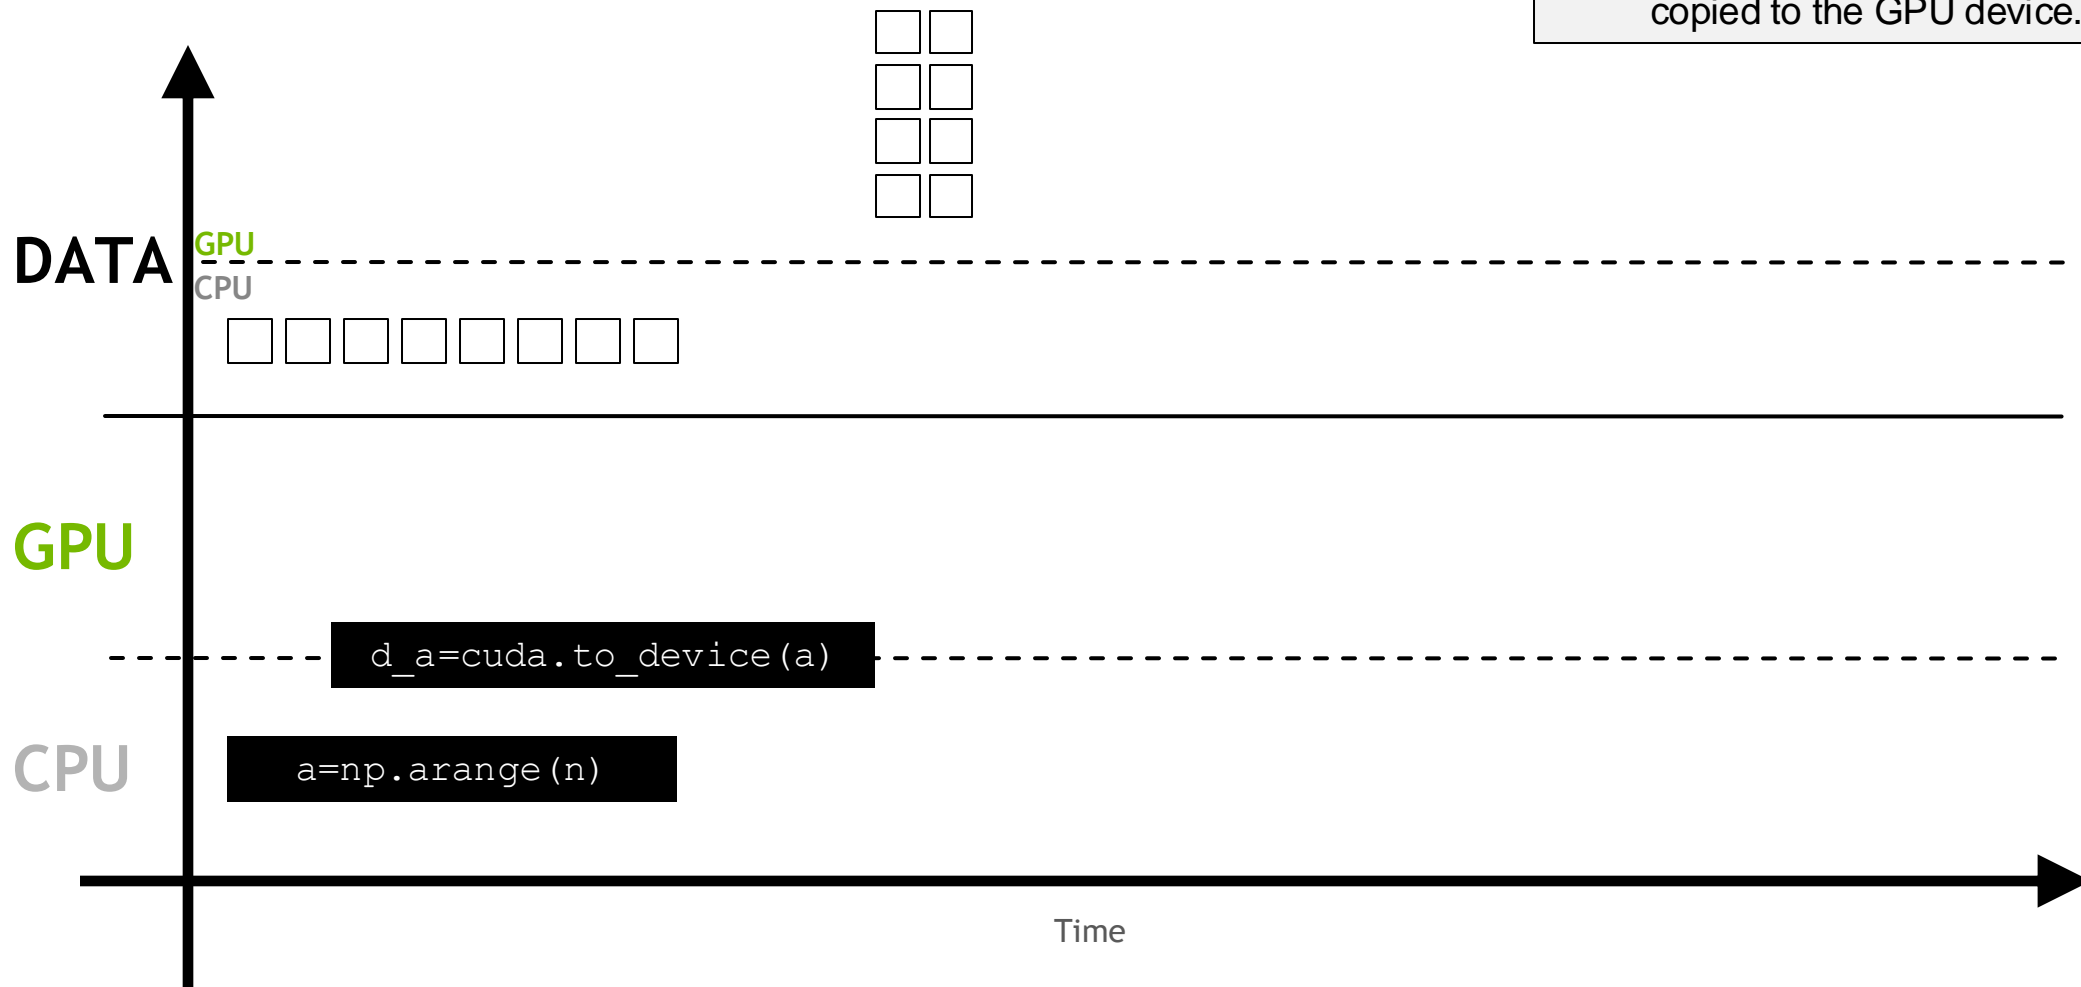 copied to the GPU device.
DATA
GPU
CPU
GPU
d_a=cuda.to_device(a)
CPU
a=np.arange(n)
Time